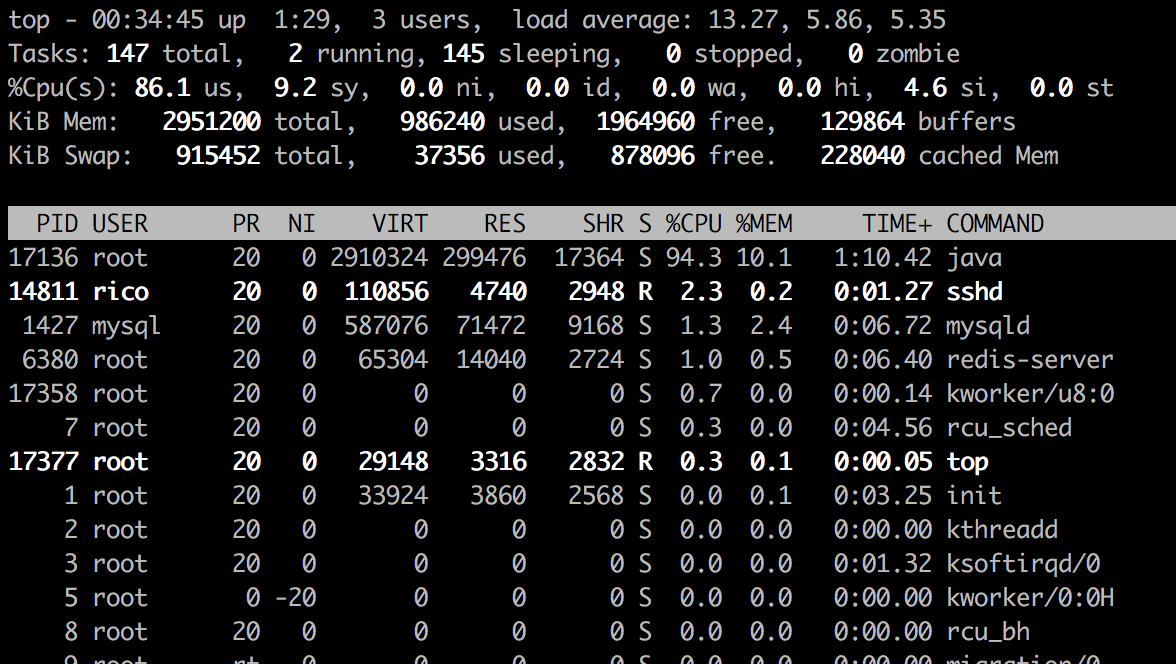 top - 00:34:45 up  1:29,  3 users,  load average: 13.27, 5.86, 5.35
Tasks: 147 total,   2 running, 145 sleeping,   0 stopped,   0 zombie
%Cpu(s): 86.1 us,  9.2 sy,  0.0 ni,  0.0 id,  0.0 wa,  0.0 hi,  4.6 si,  0.0 st
KiB Mem:   2951200 total,   986240 used,  1964960 free,   129864 buffers
KiB Swap:   915452 total,    37356 used,   878096 free.   228040 cached Mem
  PID USER      PR  NI    VIRT    RES    SHR S %CPU %MEM     TIME+ COMMAND
17136 root      20   0 2910324 299476  17364 S 94.3 10.1   1:10.42 java
14811 rico      20   0  110856   4740   2948 R  2.3  0.2   0:01.27 sshd
 1427 mysql     20   0  587076  71472   9168 S  1.3  2.4   0:06.72 mysqld
 6380 root      20   0   65304  14040   2724 S  1.0  0.5   0:06.40 redis-server
17358 root      20   0       0      0      0 S  0.7  0.0   0:00.14 kworker/u8:0
    7 root      20   0       0      0      0 S  0.3  0.0   0:04.56 rcu_sched
17377 root      20   0   29148   3316   2832 R  0.3  0.1   0:00.05 top
    1 root      20   0   33924   3860   2568 S  0.0  0.1   0:03.25 init
    2 root      20   0       0      0      0 S  0.0  0.0   0:00.00 kthreadd
    3 root      20   0       0      0      0 S  0.0  0.0   0:01.32 ksoftirqd/0
    5 root       0 -20       0      0      0 S  0.0  0.0   0:00.00 kworker/0:0H
    8 root      20   0       0      0      0 S  0.0  0.0   0:00.00 rcu_bh
    9 root      rt   0       0      0      0 S  0.0  0.0   0:00.00 migration/0